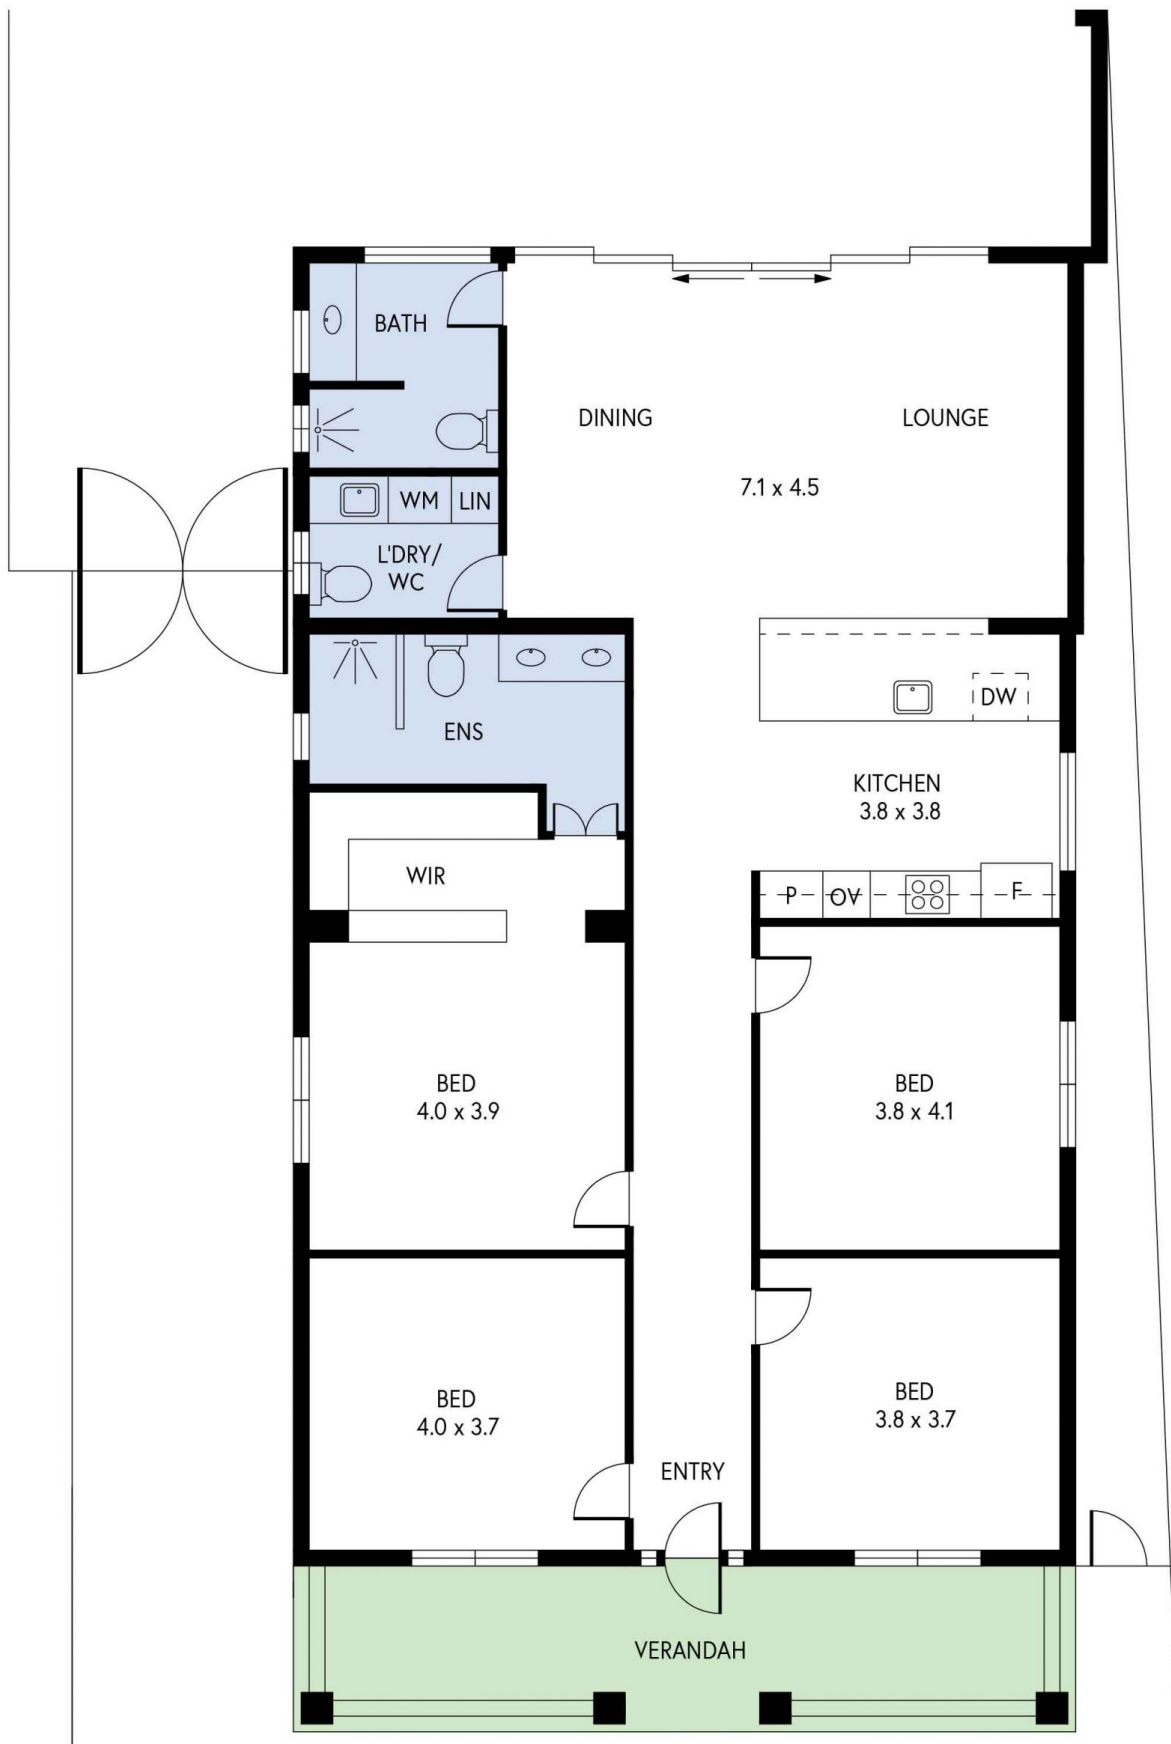 BATH
DINING
LOUNGE
7.1 x 4.5
WM
LIN
L'DRY/
WC
ENS
DW
KITCHEN
3.8 x 3.8
WIR
P
OV
F
BED
4.0 x 3.9
BED
3.8 x 4.1
BED
4.0 x 3.7
BED
3.8 x 3.7
ENTRY
VERANDAH